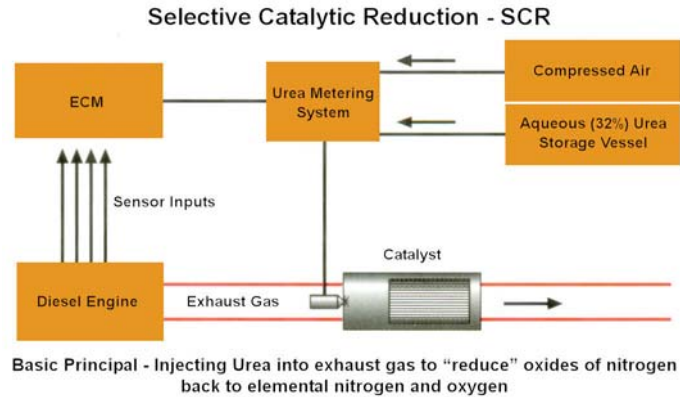 Selective Catalytic Reduction - SCR
ECM
Urea Metering
System
Compressed Air
Aqueous (32%) Urea
Storage Vessel
Sensor Inputs
Catalyst
Diesel Engine
Exhaust Gas
Basic Principal - Injecting Urea into exhaust gas to “reduce” oxides of nitrogen
back to elemental nitrogen and oxygen